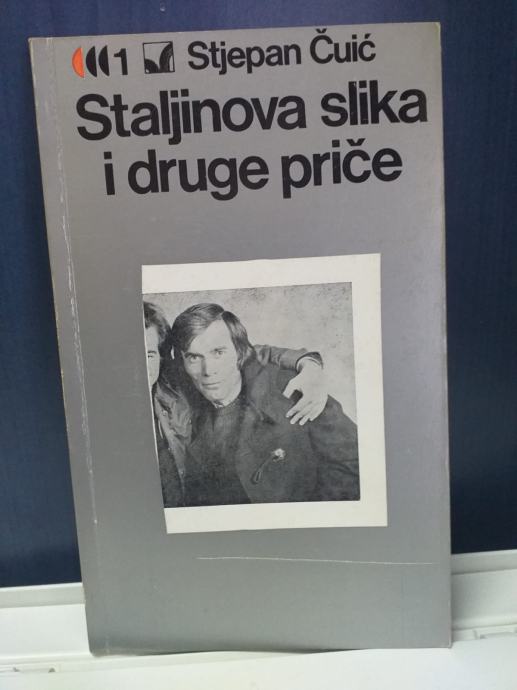 1 Stjepan Čuić
Staljinova slika
i druge priče